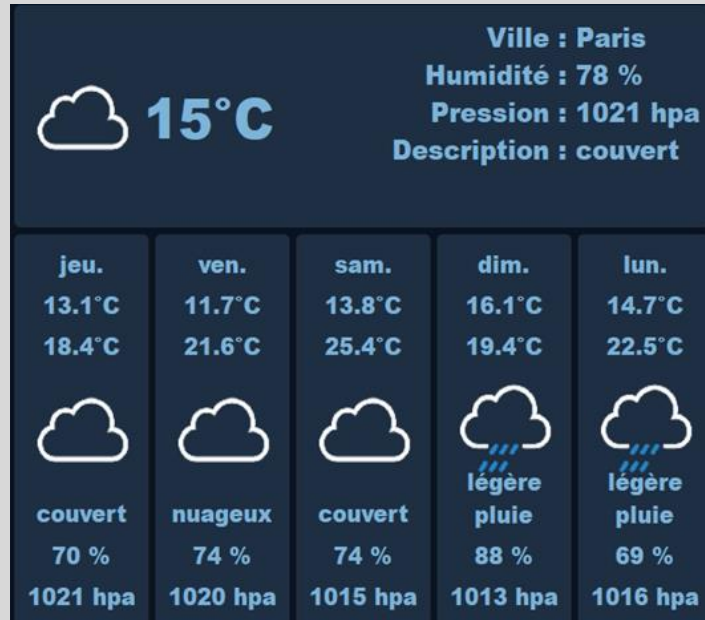 Ville : Paris
Humidité : 78 %
15°C
Pression : 1021 hpa
Description : couvert
jeu.
13.1°C
18.4°C
couvert
70 %
1021 hpa
ven.
11.7°C
21.6°C
nuageux
74 %
1020 hpa
sam.
13.8°C
25.4°C
couvert
74 %
1015 hpa
dim.
16.1°C
19.4°C
légère
pluie
88 %
1013 hpa
lun.
14.7°C
22.5°C
légère
pluie
69 %
1016 hpa